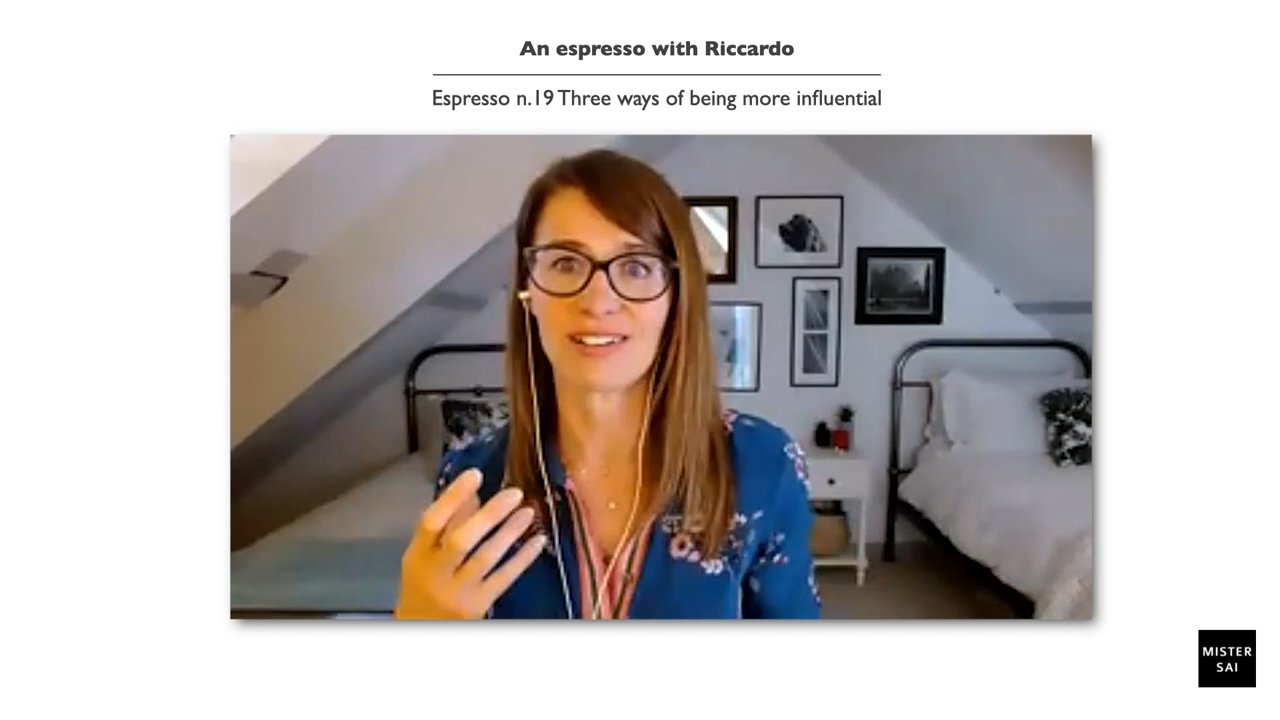 An espresso with Riccardo
Espresso n.19 Three ways of being more influential
MISTER
SAI